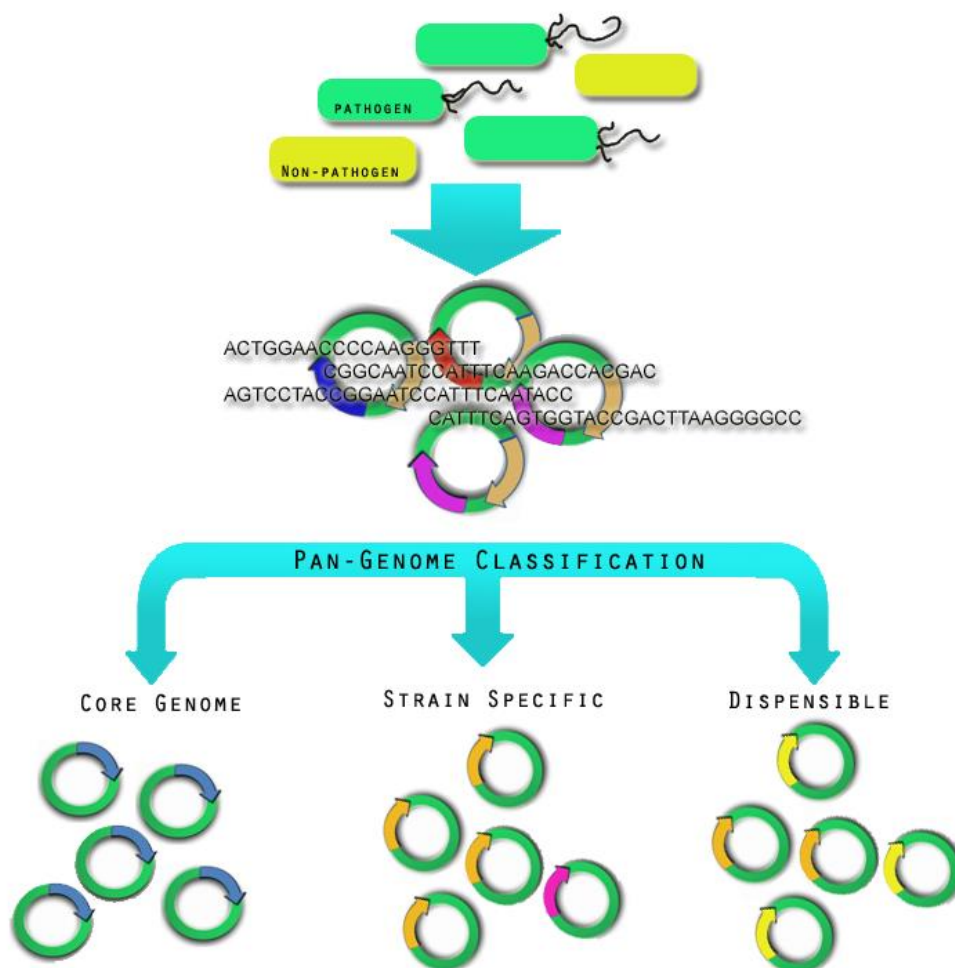 PATHOGEN
NON-PATHOGEN
ACTGGAACCCCAAGGGTTT
CGGCAATCCATTTCAAGACCACGAC
AGTCCTACCGGAATCCATTTCAATACC
CATTTCAGTGGTACCGACTTAAGGGGCC
PAN-GENOME CLASSIFICATION
CORE GENOME
STRAIN SPECIFIC
DISPENSIBLE